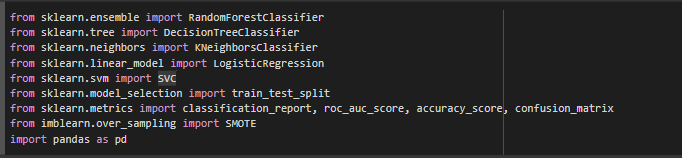 from sklearn.ensemble import RandomForestClassifier
from sklearn.tree import DecisionTreeClassifier
from sklearn.neighbors import KNeighborsClassifier
from sklearn.linear_model import LogisticRegression
from sklearn.svm import SVC
from sklearn.model_selection import train_test_split
from sklearn.metrics import classification_report, roc_auc_score, accuracy_score, confusion_matrix
from imblearn.over_sampling import SMOTE
import pandas as pd